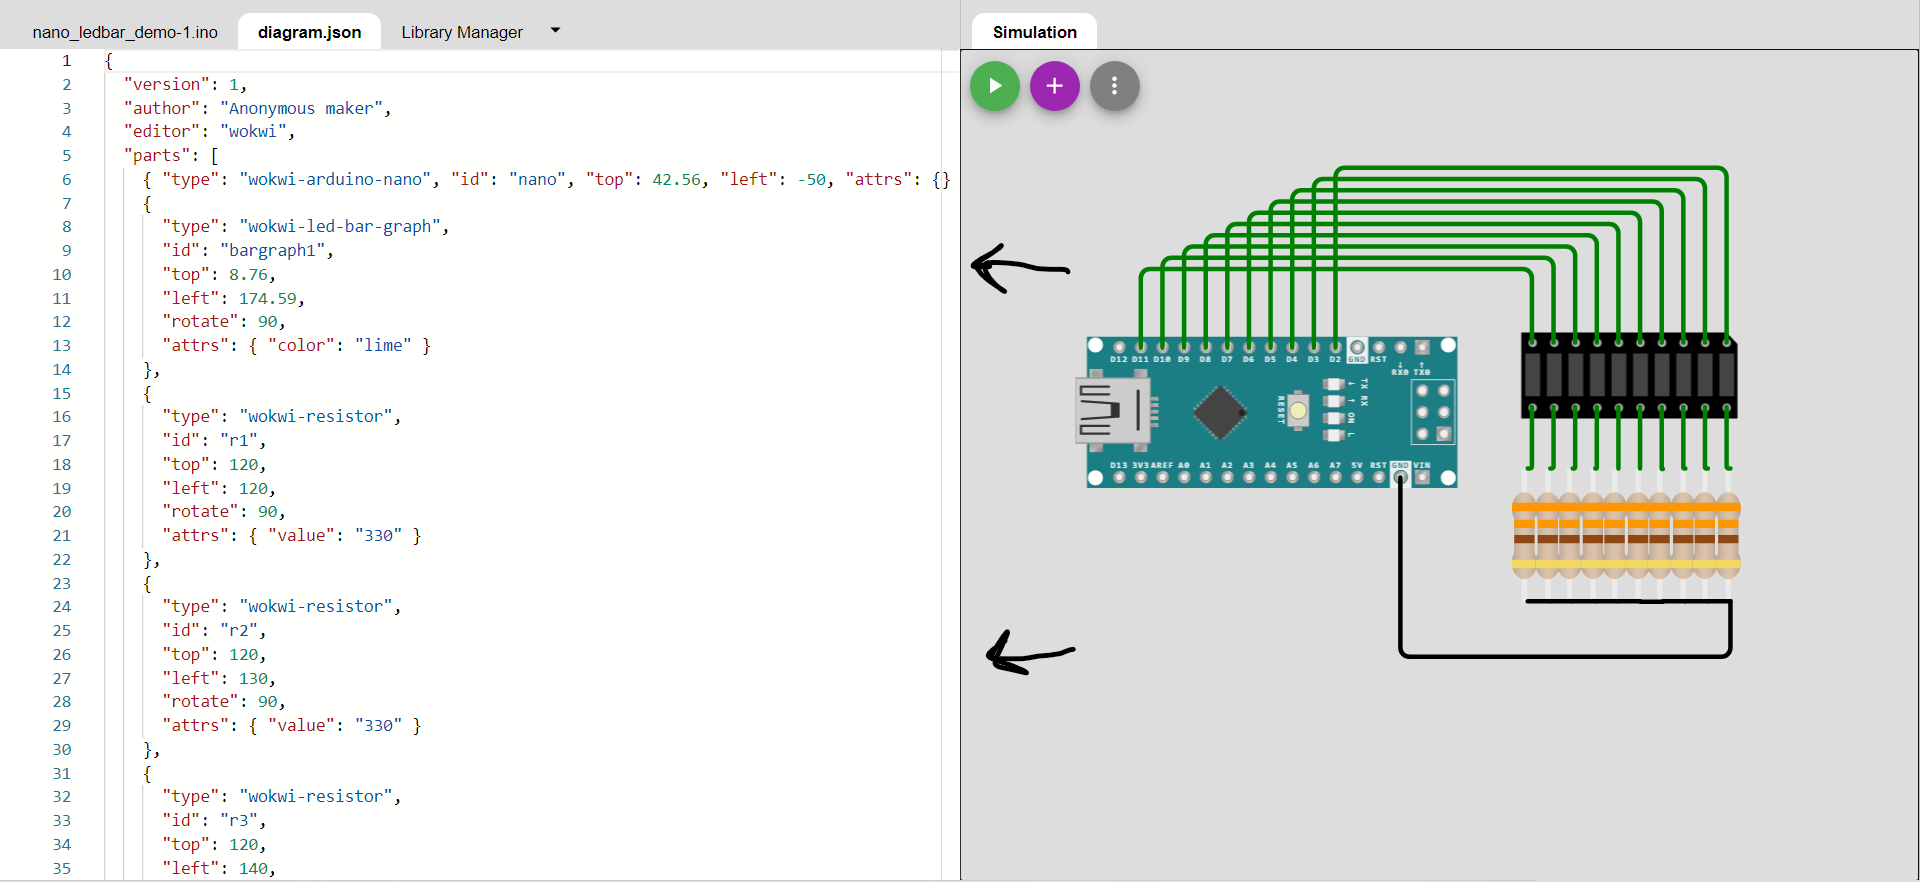 nano_ledbar_demo-1.ino diagram.json Library Manager
Simulation
1 {
2 "version": 1,
3 "author": "Anonymous maker",
4 "editor": "wokwi",
5 "parts": [
6 { "type": "wokwi-arduino-nano", "id": "nano", "top": 42.56, "left": -50, "attrs": {}
7 {
8 "type": "wokwi-led-bar-graph",
9 "id": "bargraph1",
10 "top": 8.76,
11 "left": 174.59,
12 "rotate": 90,
13 "attrs": { "color": "lime" }
14 },
15 {
16 "type": "wokwi-resistor",
17 "id": "r1",
18 "top": 120,
19 "left": 120,
20 "rotate": 90,
21 "attrs": { "value": "330" }
22 },
23 {
24 "type": "wokwi-resistor",
25 "id": "r2",
26 "top": 120,
27 "left": 130,
28 "rotate": 90,
29 "attrs": { "value": "330" }
30 },
31 {
32 "type": "wokwi-resistor",
33 "id": "r3",
34 "top": 120,
35 "left": 140,
D12 D11 D10 D9 D8 D7 D6 D5 D4 D3 D2 GND RST
RX0 TX0
RESET
TX
RX
ON
L
D13 3V3 AREF A0 A1 A2 A3 A4 A5 A6 A7 5V RST GND VIN